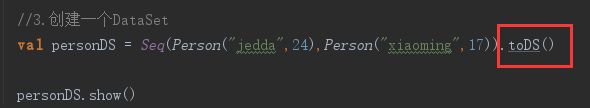 //3.创建一个DataSet
val personDS = Seq(Person("jedda",24),Person("xiaoming",17)).toDS()
personDS.show()